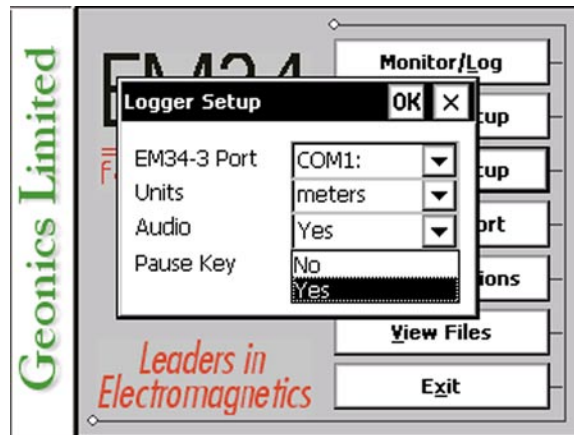 Geonics Limited
EM34
Monitor/Log
Logger Setup
OK
EM34-3 Port
COM1:
Units
meters
Audio
Yes
Pause Key
No
Yes
View Files
Exit
Leaders in
Electromagnetics